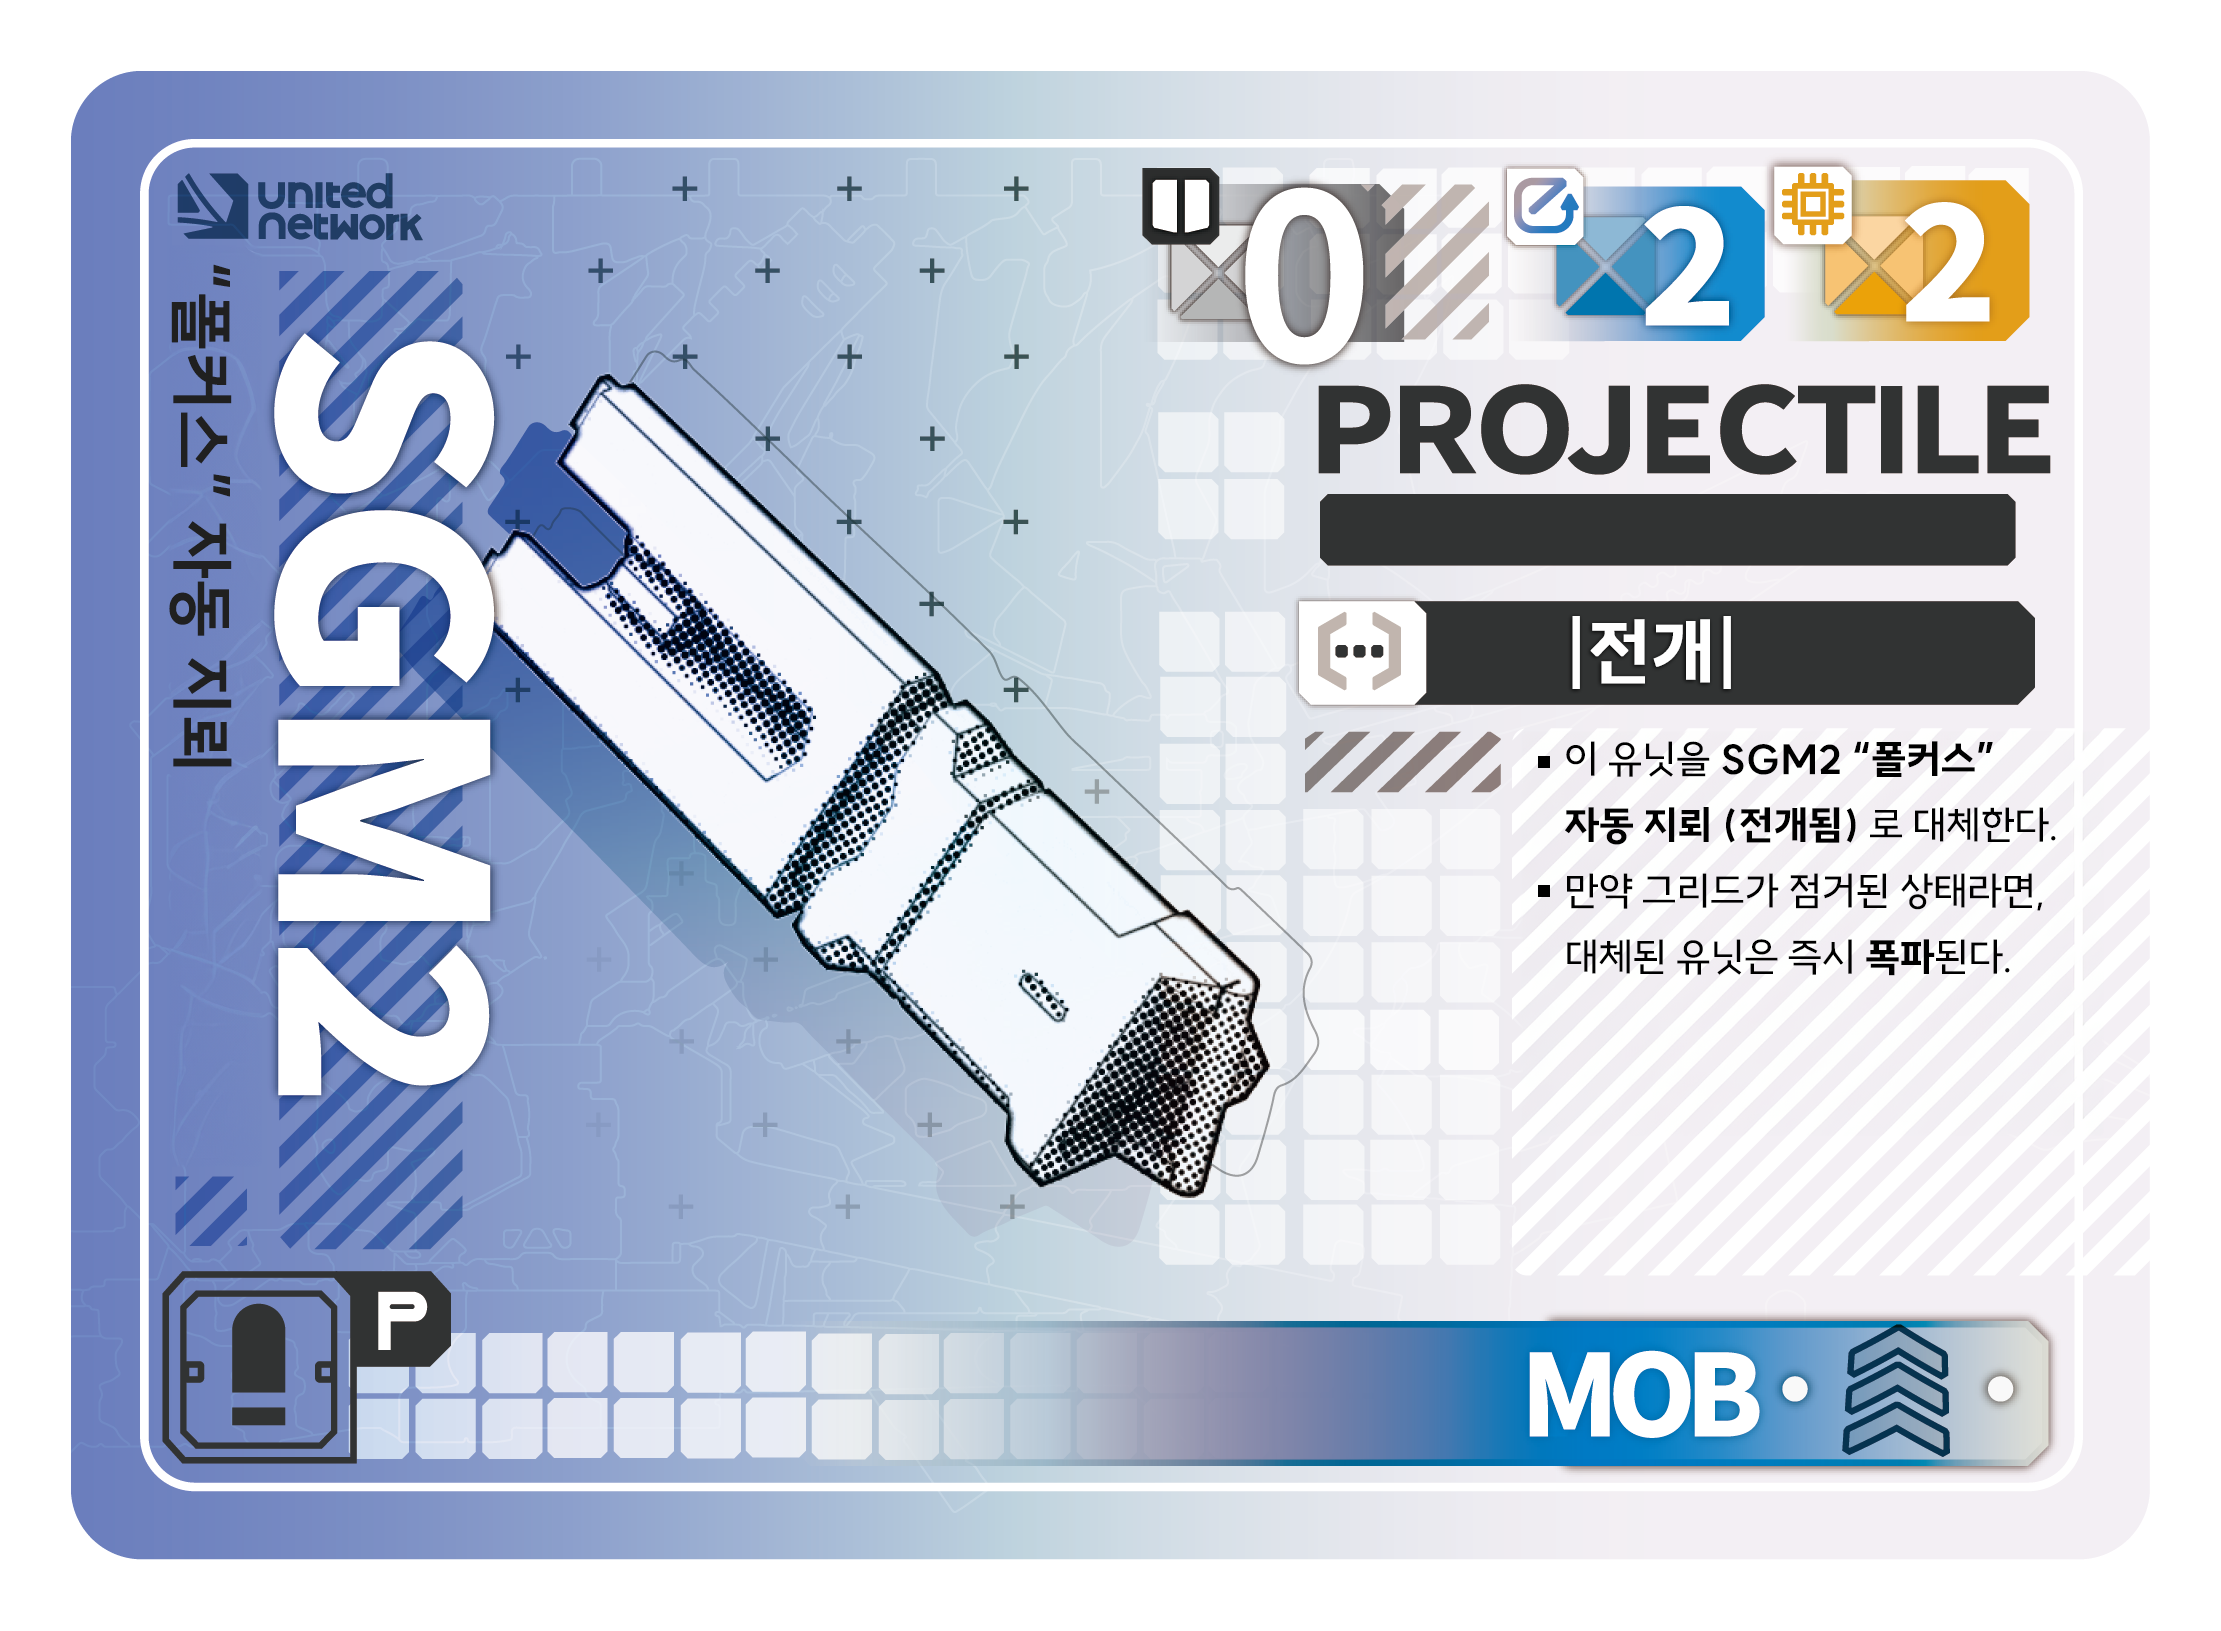 united
network
"폴커스" 자동 지뢰
SGM2
0
2
2
PROJECTILE
|전개|
▪ 이 유닛을 SGM2 “폴커스”
자동 지뢰 (전개됨) 로 대체한다.
▪ 만약 그리드가 점거된 상태라면,
대체된 유닛은 즉시 폭파된다.
P
MOB